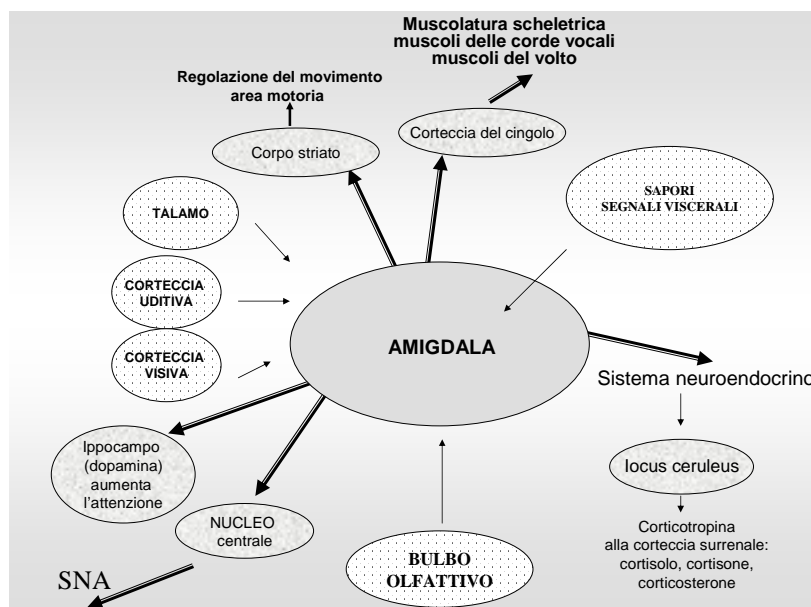 Muscolatura scheletrica
muscoli delle corde vocali
muscoli del volto
Regolazione del movimento
area motoria
Corpo striato
Corteccia del cingolo
TALAMO
SAPORI
SEGNALI VISCERALI
CORTECCIA
UDITIVA
CORTECCIA
VISIVA
AMIGDALA
Sistema neuroendocrino
Ippocampo
(dopamina)
aumenta
l’attenzione
locus ceruleus
NUCLEO
centrale
BULBO
OLFATTIVO
Corticotropina
alla corteccia surrenale:
cortisolo, cortisone,
corticosterone
SNA